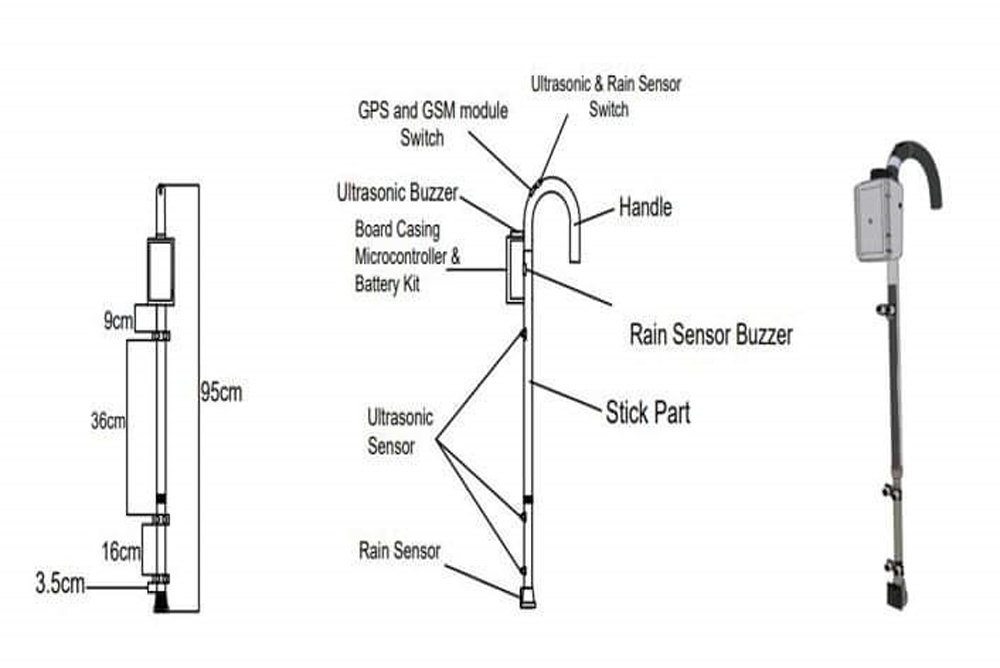 9cm
36cm
95cm
16cm
3.5cm
Ultrasonic & Rain Sensor
Switch
GPS and GSM module
Switch
Ultrasonic Buzzer
Handle
Board Casing
Microcontroller &
Battery Kit
Rain Sensor Buzzer
Stick Part
Ultrasonic
Sensor
Rain Sensor